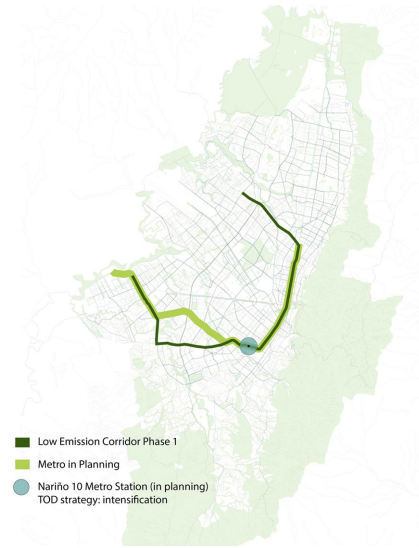 Low Emission Corridor Phase 1
Metro in Planning
Nariño 10 Metro Station (in planning)
TOD strategy: intensification